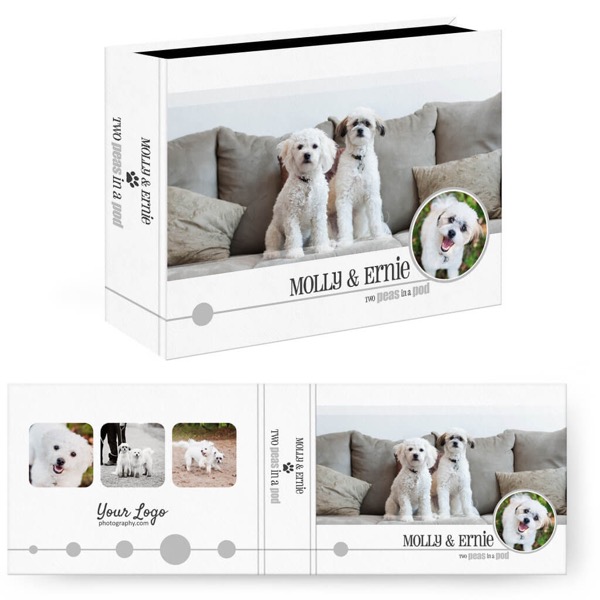 MOLLY & Ernie
TWO peas in a pod
MOLLY & Ernie
TWO peas in a pod
Your Logo
photography.com
MOLLY & Ernie
TWO peas in a pod
MOLLY & Ernie
TWO peas in a pod